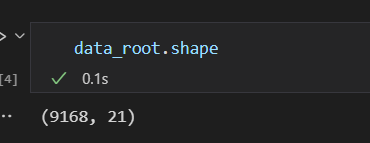 data_root.shape
[4]
0.1s
(9168, 21)